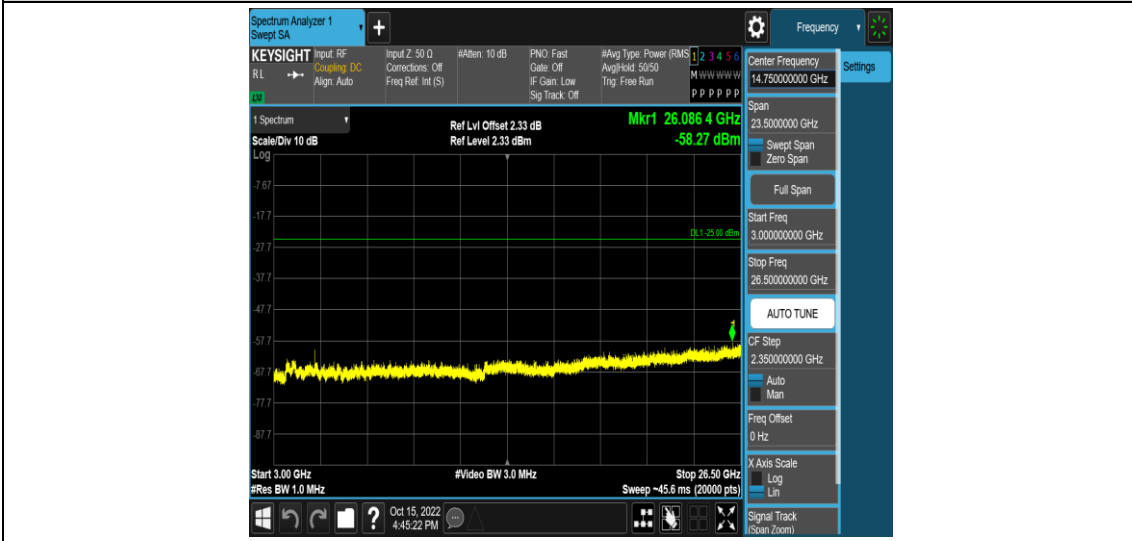 Spectrum Analyzer 1
Swept SA
+
Frequency
KEYSIGHT
RL
Input: RF
Coupling: DC
Align: Auto
Input Z: 50 Ω
Corrections: Off
Freq Ref: Int (S)
#Atten: 10 dB
PNO: Fast
Gate: Off
IF Gain: Low
Sig Track: Off
#Avg Type: Power (RMS
Avg|Hold: 50/50
Trig: Free Run
1 2 3 4 5 6
M W W W W W
P P P P P P
1 Spectrum
Scale/Div 10 dB
Log
Ref Lvl Offset 2.33 dB
Ref Level 2.33 dBm
Mkr1 26.086 4 GHz
-58.27 dBm
-7.67
-17.7
DL1 -25.00 dBm
-27.7
-37.7
-47.7
-57.7
-67.7
-77.7
-87.7
Start 3.00 GHz
#Res BW 1.0 MHz
#Video BW 3.0 MHz
Stop 26.50 GHz
Sweep ~45.6 ms (20000 pts)
?
Oct 15, 2022
4:45:22 PM
Center Frequency
14.750000000 GHz
Settings
Span
23.5000000 GHz
Swept Span
Zero Span
Full Span
Start Freq
3.000000000 GHz
Stop Freq
26.500000000 GHz
AUTO TUNE
CF Step
2.350000000 GHz
Auto
Man
Freq Offset
0 Hz
X Axis Scale
Log
Lin
Signal Track
(Span Zoom)